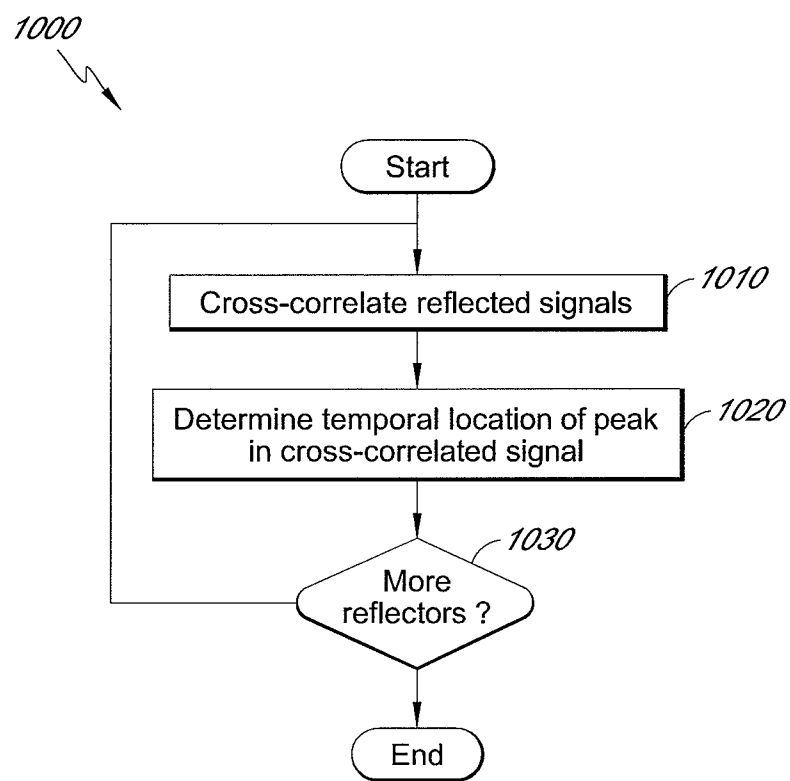 1000
Start
Cross-correlate reflected signals
1010
Determine temporal location of peak
in cross-correlated signal
1020
1030
More
reflectors ?
End